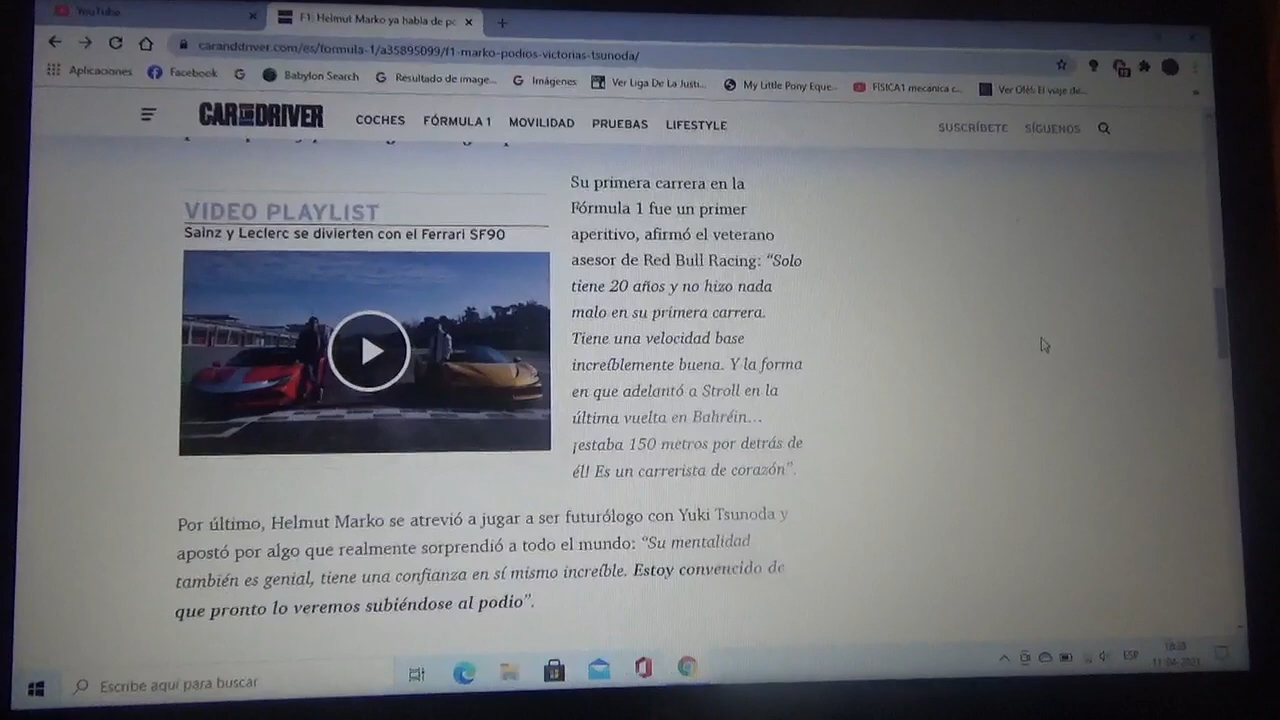 YouTube
F1: Helmut Marko ya habla de po
caranddriver.com/es/formula-1/a35895099/f1-marko-podios-victorias-tsunoda/
Aplicaciones Facebook Babylon Search Resultado de image... Imágenes Ver Liga De La Justi... My Little Pony Eque... FÍSICA1 mecánica c... Ver Olé!: El viaje de...
CAR AND DRIVER COCHES FÓRMULA 1 MOVILIDAD PRUEBAS LIFESTYLE SUSCRÍBETE SÍGUENOS
VIDEO PLAYLIST
Sainz y Leclerc se divierten con el Ferrari SF90
Su primera carrera en la
Fórmula 1 fue un primer
aperitivo, afirmó el veterano
asesor de Red Bull Racing: “Solo
tiene 20 años y no hizo nada
malo en su primera carrera.
Tiene una velocidad base
increíblemente buena. Y la forma
en que adelantó a Stroll en la
última vuelta en Bahréin...
¡estaba 150 metros por detrás de
él! Es un carrerista de corazón”.
Por último, Helmut Marko se atrevió a jugar a ser futurólogo con Yuki Tsunoda y
apostó por algo que realmente sorprendió a todo el mundo: “Su mentalidad
también es genial, tiene una confianza en sí mismo increíble. Estoy convencido de
que pronto lo veremos subiéndose al podio”.
Escribe aquí para buscar
ESP